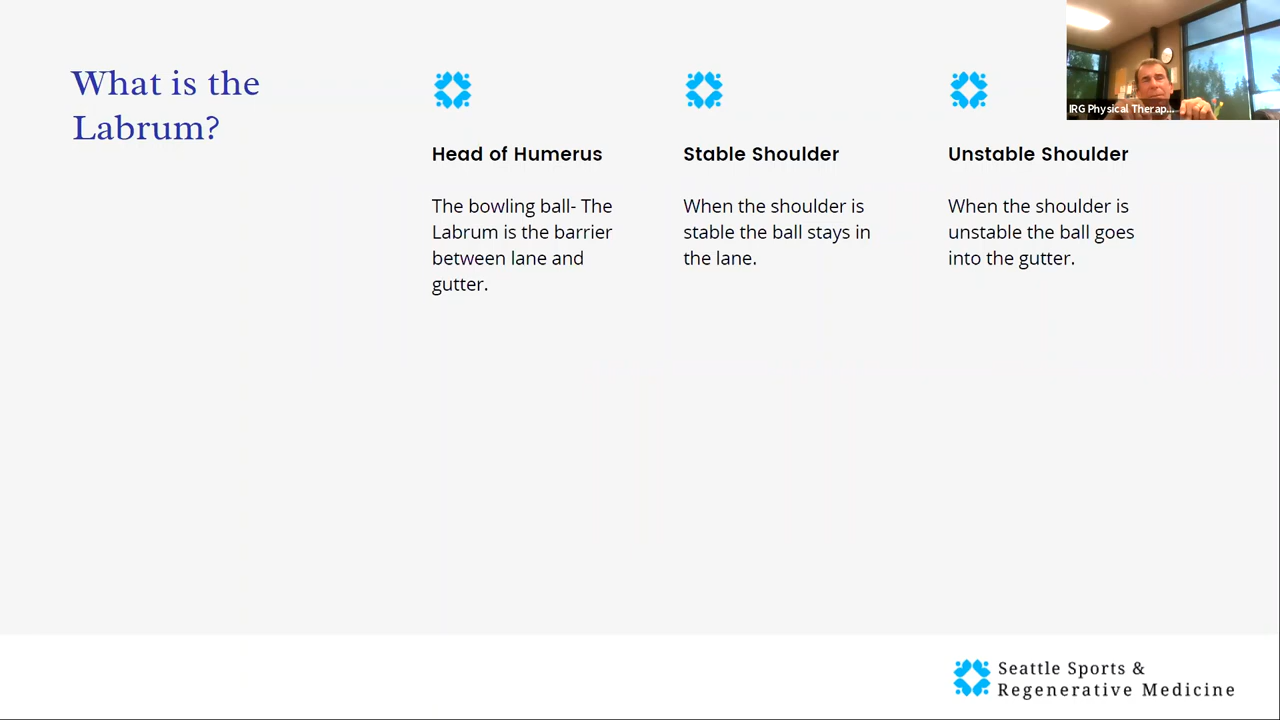 What is the
Labrum?
Head of Humerus
The bowling ball- The
Labrum is the barrier
between lane and
gutter.
Stable Shoulder
When the shoulder is
stable the ball stays in
the lane.
Unstable Shoulder
When the shoulder is
unstable the ball goes
into the gutter.
IRG Physical Therap...
Seattle Sports &
Regenerative Medicine